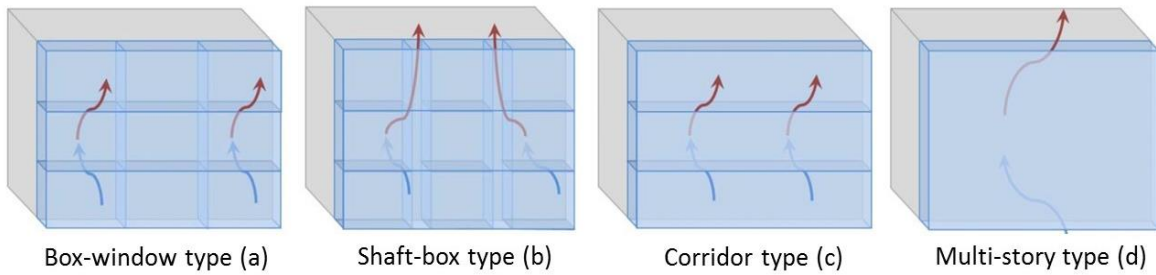 Box-window type (a)
Shaft-box type (b)
Corridor type (c)
Multi-story type (d)